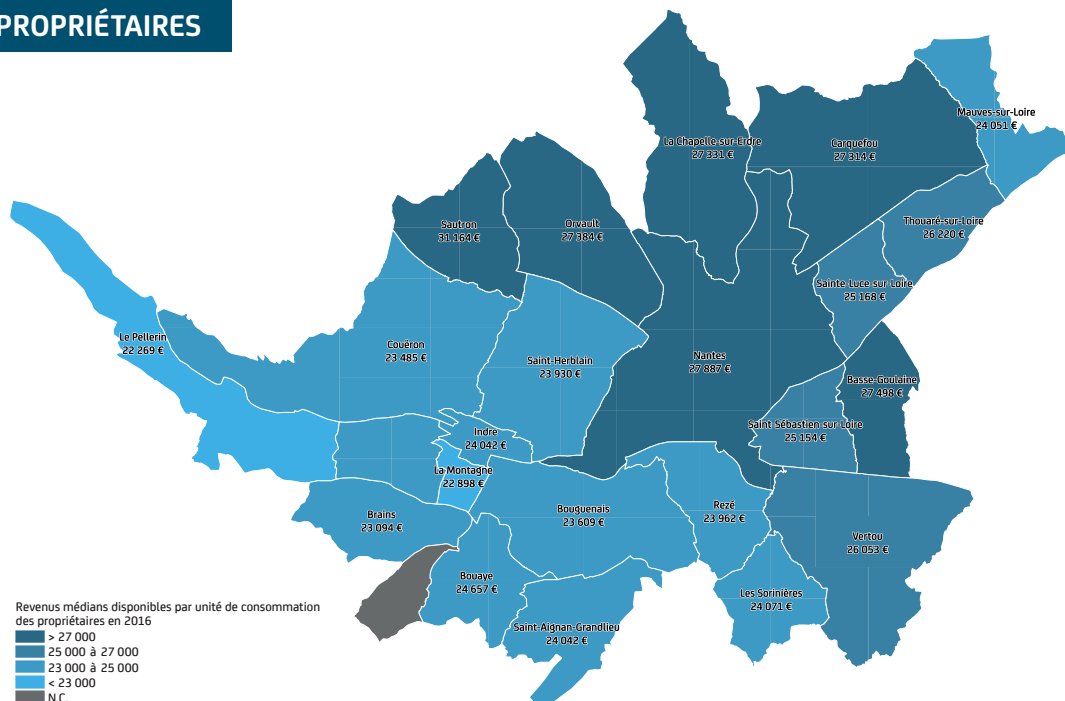 PROPRIÉTAIRES
Mauves-sur-Loire
24 051 €
La Chapelle-sur-Erdre
27 331 €
Carquefou
27 314 €
Sautron
31 164 €
Orvault
27 384 €
Thouaré-sur-Loire
26 220 €
Sainte Luce sur Loire
25 168 €
Le Pellerin
22 269 €
Couëron
23 485 €
Saint-Herblain
23 930 €
Nantes
27 887 €
Basse-Goulaine
27 498 €
Saint Sébastien sur Loire
25 154 €
Indre
24 042 €
La Montagne
22 898 €
Brains
23 094 €
Bouguenais
23 609 €
Rezé
23 962 €
Vertou
26 053 €
Bouaye
24 657 €
Les Sorinières
24 071 €
Saint-Aignan-Grandlieu
24 042 €
Revenus médians disponibles par unité de consommation
des propriétaires en 2016
> 27 000
25 000 à 27 000
23 000 à 25 000
< 23 000
N.C.